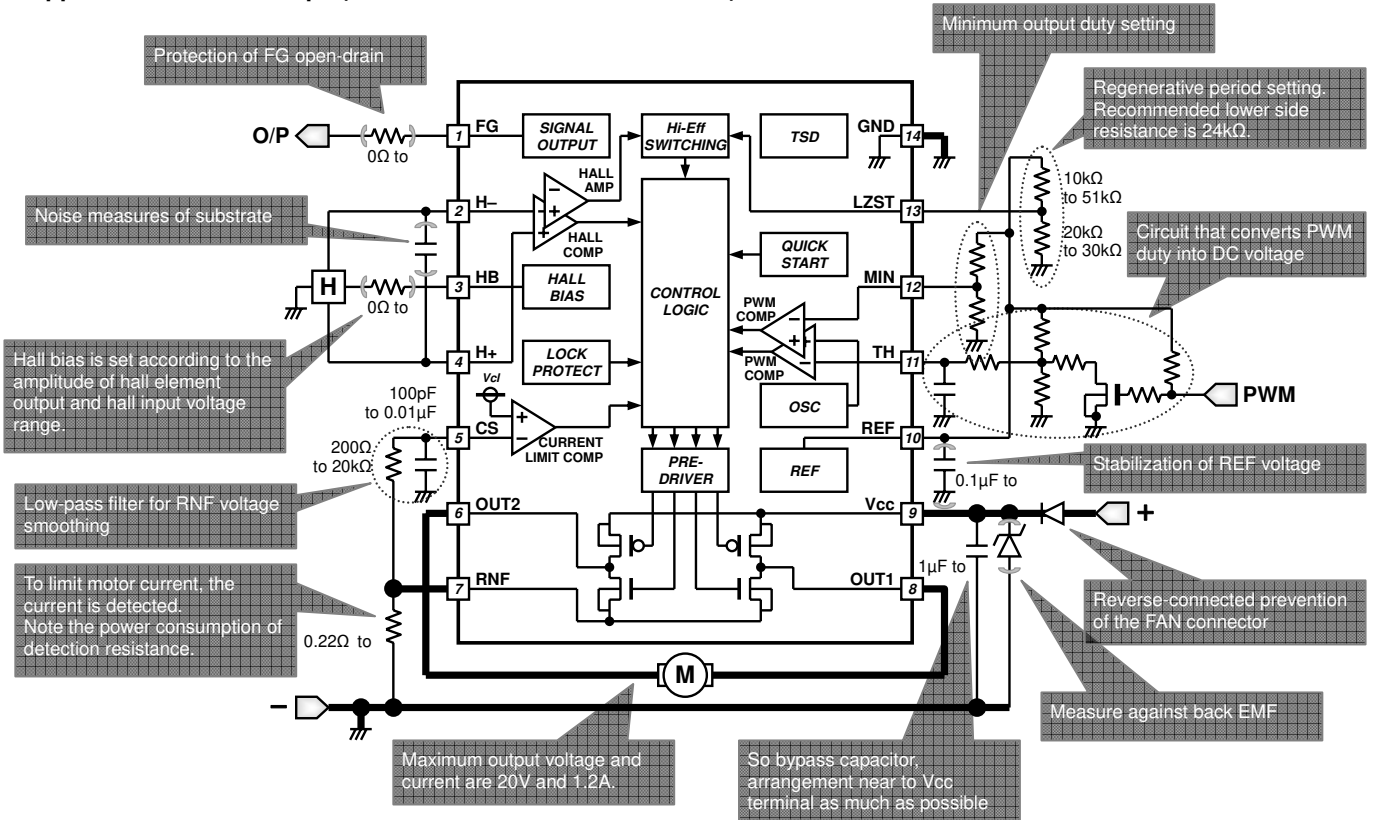 Minimum output duty setting
Protection of FG open-drain
Regenerative period setting.
Recommended lower side
resistance is 24kΩ.
O/P
0Ω to
1
FG
SIGNAL
OUTPUT
Hi-Eff
SWITCHING
TSD
GND
14
HALL
AMP
10kΩ
to 51kΩ
Noise measures of substrate
2
H–
LZST
13
HALL
COMP
20kΩ
to 30kΩ
Circuit that converts PWM
duty into DC voltage
QUICK
START
H
0Ω to
3
HB
HALL
BIAS
CONTROL
LOGIC
MIN
12
PWM
COMP
Hall bias is set according to the
amplitude of hall element
output and hall input voltage
range.
4
H+
LOCK
PROTECT
PWM
COMP
TH
11
100pF
to 0.01µF
Vcl
OSC
PWM
5
CS
CURRENT
LIMIT COMP
REF
10
200Ω
to 20kΩ
PRE-
DRIVER
REF
0.1µF to
Stabilization of REF voltage
Low-pass filter for RNF voltage
smoothing
6
OUT2
Vcc
9
+
To limit motor current, the
current is detected.
Note the power consumption of
detection resistance.
7
RNF
1µF to
OUT1
8
0.22Ω to
Reverse-connected prevention
of the FAN connector
M
–
Measure against back EMF
Maximum output voltage and
current are 20V and 1.2A.
So bypass capacitor,
arrangement near to Vcc
terminal as much as possible